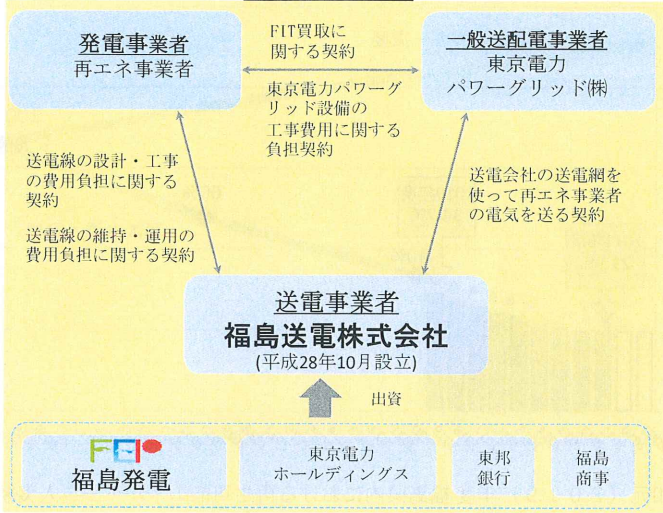 FIT買取に
関する契約
発電事業者
再エネ事業者
一般送配電事業者
東京電力
パワーグリッド㈱
東京電力パワーグ
リッド設備の
工事費用に関する
負担契約
送電線の設計・工事
の費用負担に関する
契約
送電線の維持・運用の
費用負担に関する契約
送電会社の送電網を
使って再エネ事業者
の電気を送る契約
送電事業者
福島送電株式会社
(平成28年10月設立)
出資
FEP
福島発電
東京電力
ホールディングス
東邦
銀行
福島
商事